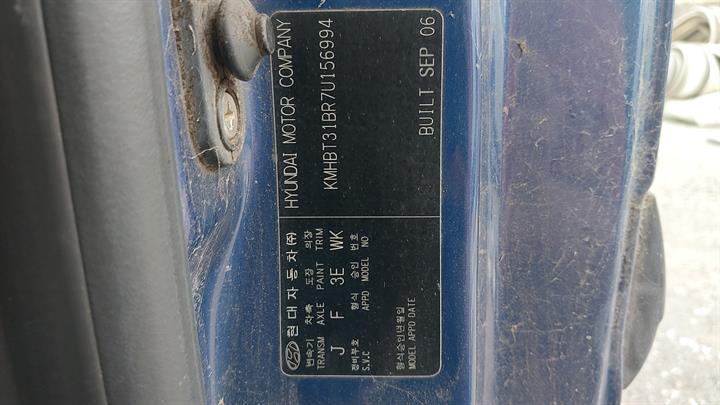 현대자동차㈜ HYUNDAI MOTOR COMPANY
변속기 차축 도장 의장
TRANSM AXLE PAINT TRIM
KMHBT31BR7U156994
J F 3E WK
정비부호 형식 승인 번호
S.V.C APPD MODEL NO
형식승인년월일
MODEL APPD DATE
BUILT SEP 06